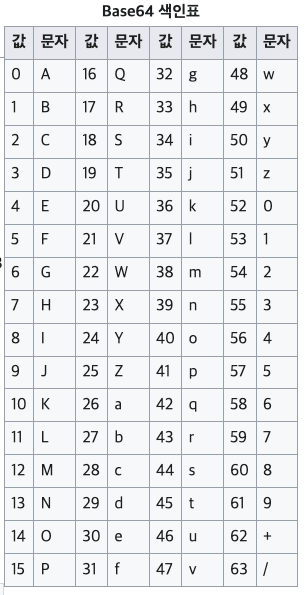 Base64 색인표
값 문자 값 문자 값 문자 값 문자
0 A 16 Q 32 g 48 w
1 B 17 R 33 h 49 x
2 C 18 S 34 i 50 y
3 D 19 T 35 j 51 z
4 E 20 U 36 k 52 0
5 F 21 V 37 l 53 1
6 G 22 W 38 m 54 2
7 H 23 X 39 n 55 3
8 I 24 Y 40 o 56 4
9 J 25 Z 41 p 57 5
10 K 26 a 42 q 58 6
11 L 27 b 43 r 59 7
12 M 28 c 44 s 60 8
13 N 29 d 45 t 61 9
14 O 30 e 46 u 62 +
15 P 31 f 47 v 63 /